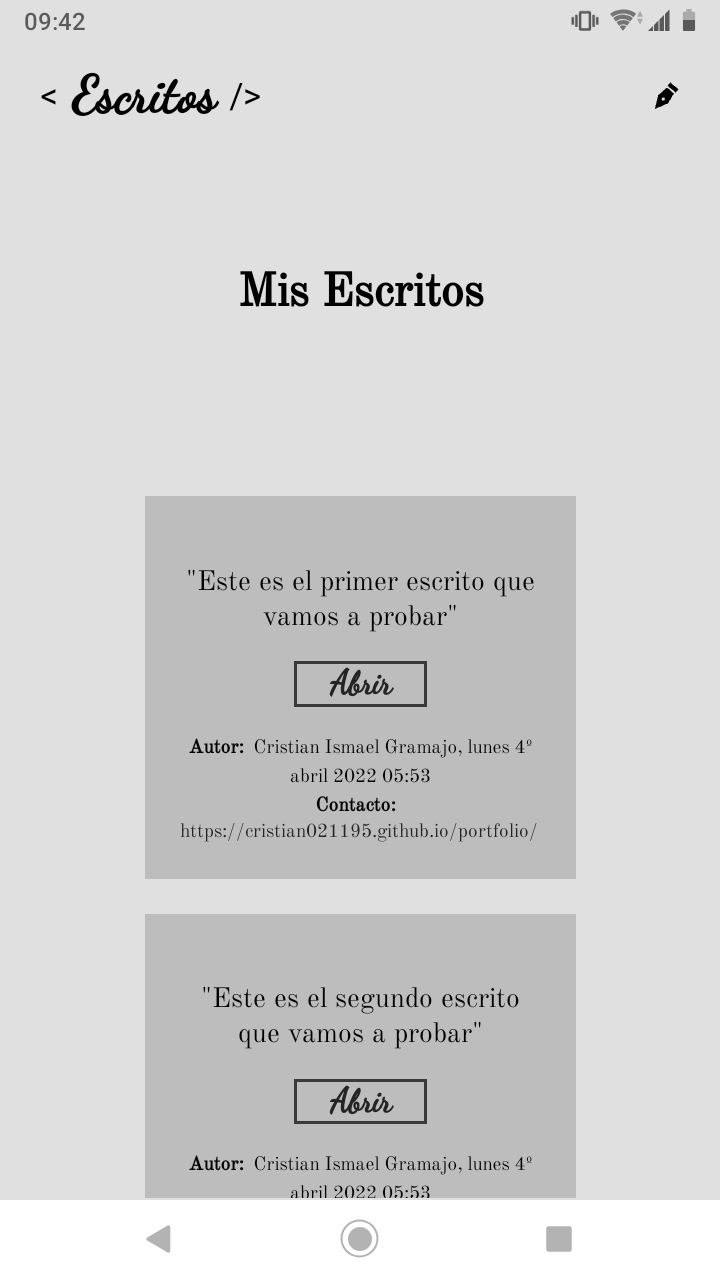 09:42
< Escritos />
Mis Escritos
"Este es el primer escrito que
vamos a probar"
Abrir
Autor: Cristian Ismael Gramajo, lunes 4º
abril 2022 05:53
Contacto:
https://cristian021195.github.io/portfolio/
"Este es el segundo escrito
que vamos a probar"
Abrir
Autor: Cristian Ismael Gramajo, lunes 4º
abril 2022 05:53